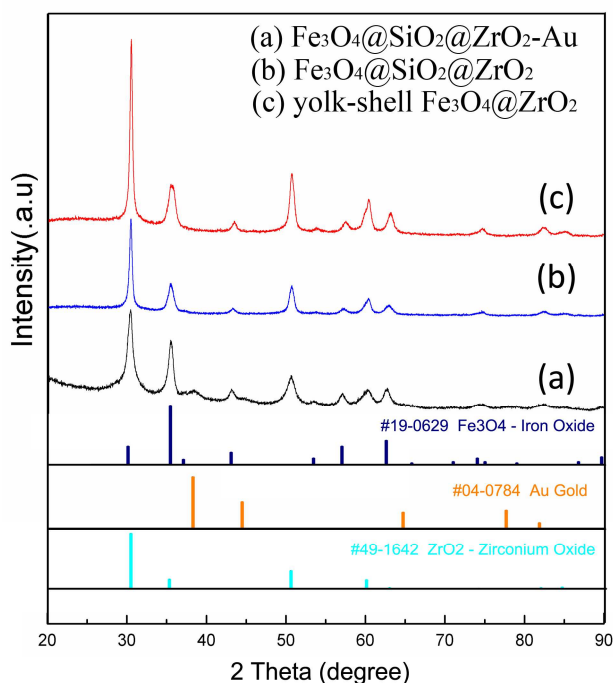 (a) Fe₃O₄@SiO₂@ZrO₂-Au
(b) Fe₃O₄@SiO₂@ZrO₂
(c) yolk-shell Fe₃O₄@ZrO₂
Intensity(.a.u)
(c)
(b)
(a)
#19-0629 Fe3O4 - Iron Oxide
#04-0784 Au Gold
#49-1642 ZrO2 - Zirconium Oxide
20 30 40 50 60 70 80 90
2 Theta (degree)